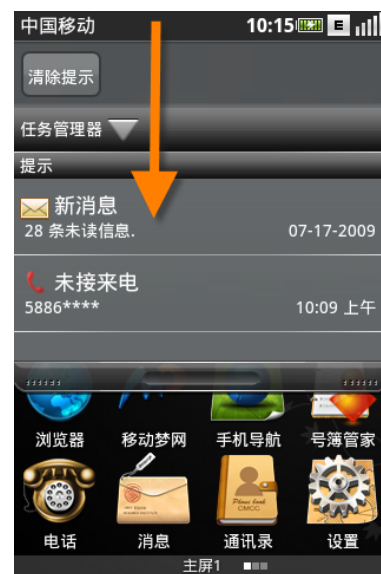 中国移动 10:15 E
清除提示
任务管理器
提示
新消息
28 条未读信息. 07-17-2009
未接来电
5886**** 10:09 上午
浏览器 移动梦网 手机导航 号簿管家
Phone book
CMCC
电话 消息 通讯录 设置
主屏1